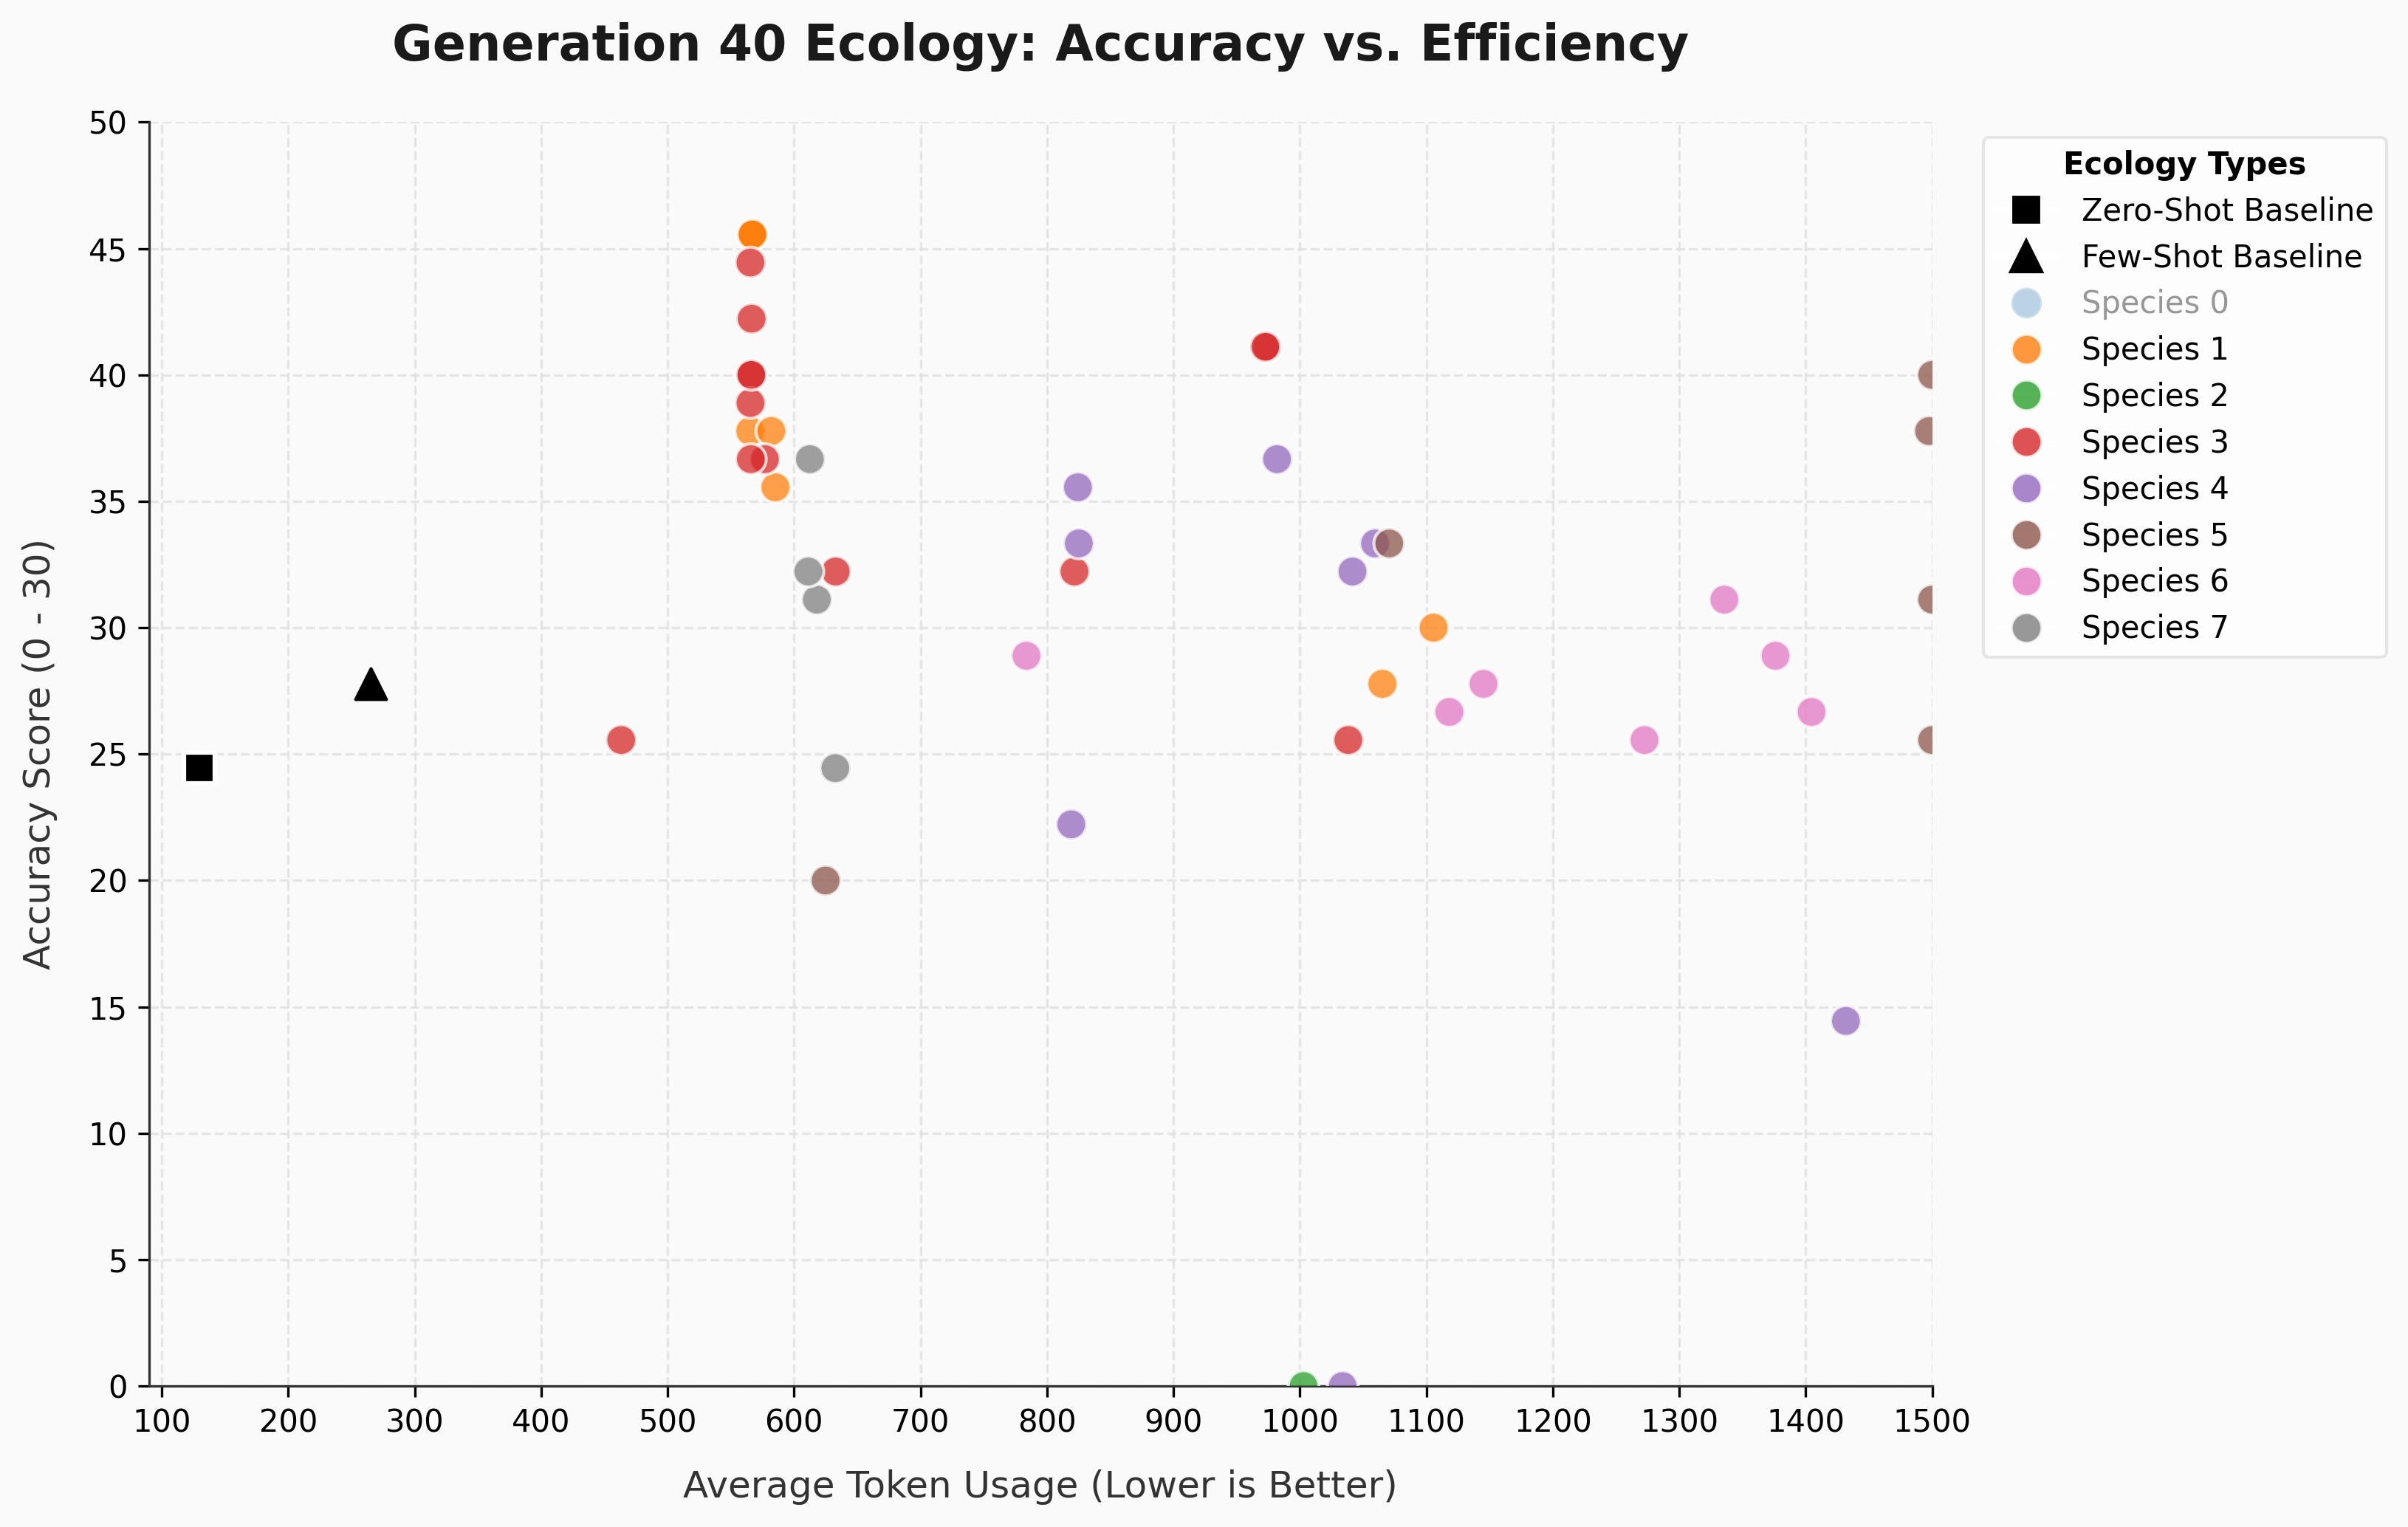 Generation 40 Ecology: Accuracy vs. Efficiency
50
45
40
35
30
25
20
15
10
5
0
Accuracy Score (0 - 30)
100 200 300 400 500 600 700 800 900 1000 1100 1200 1300 1400 1500
Average Token Usage (Lower is Better)
Ecology Types
Zero-Shot Baseline
Few-Shot Baseline
Species 0
Species 1
Species 2
Species 3
Species 4
Species 5
Species 6
Species 7